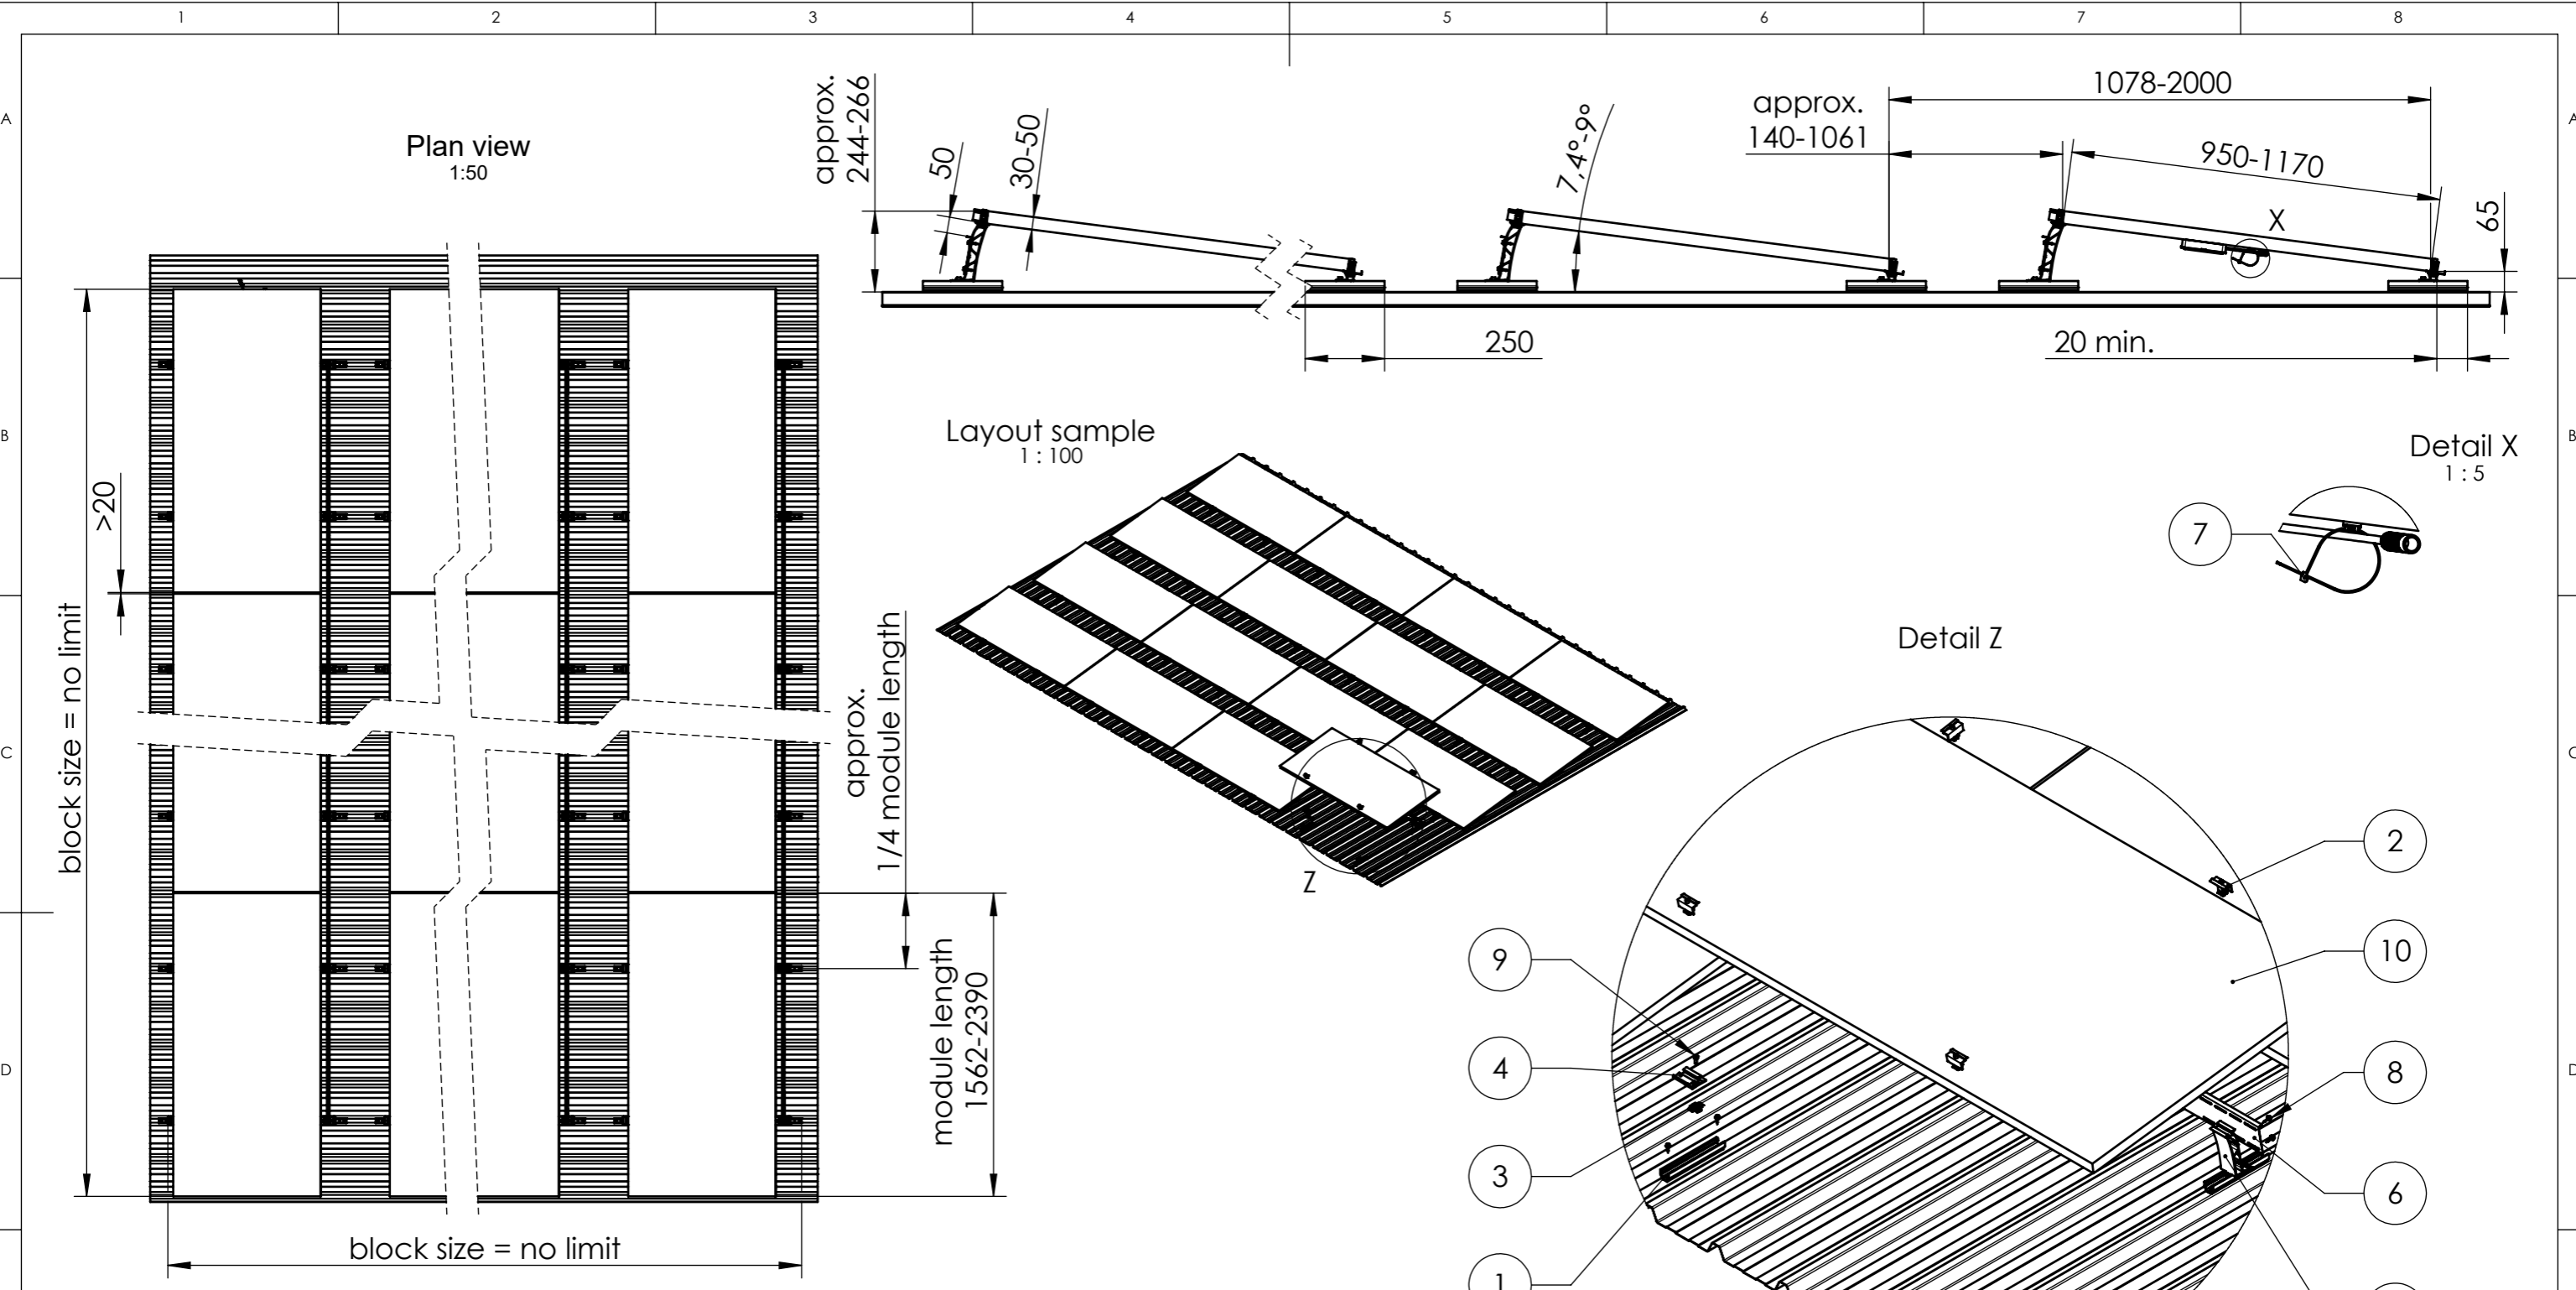 1
2
3
4
5
6
7
8
A
A
B
B
C
C
D
D
Plan view
1:50
>20
block size = no limit
block size = no limit
approx.
1/4 module length
module length
1562-2390
approx.
244-266
50
30-50
7,4°-9°
approx.
140-1061
1078-2000
950-1170
X
65
250
20 min.
Layout sample
1 : 100
Z
Detail X
1 : 5
7
Detail Z
2
10
9
4
3
1
8
6